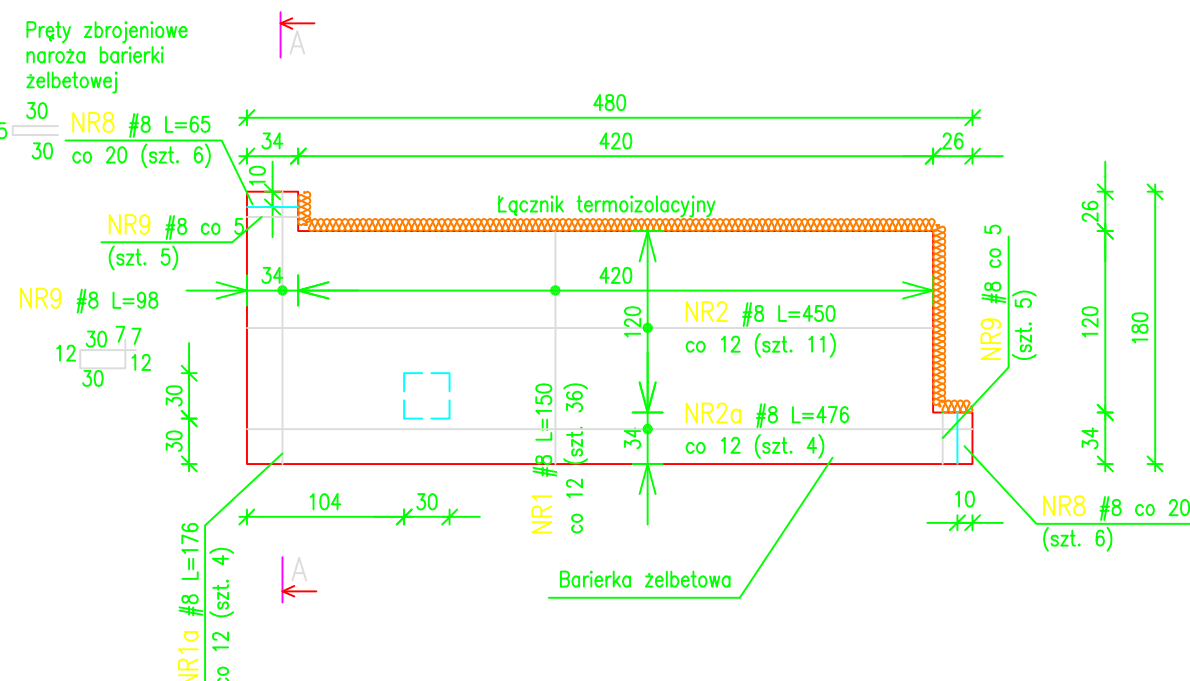 Pręty zbrojeniowe
naroża barierki
żelbetowej
A
30
5
30
NR8 #8 L=65
co 20 (szt. 6)
480
34
420
26
10
Łącznik termoizolacyjny
NR9 #8 co 5
(szt. 5)
34
420
NR9 #8 L=98
30
7
7
12
12
30
30
30
120
NR2 #8 L=450
co 12 (szt. 11)
NR2a #8 L=476
co 12 (szt. 4)
34
NR1 #8 L=150
co 12 (szt. 36)
NR9 #8 co 5
(szt. 5)
26
120
34
180
104
30
10
NR8 #8 co 20
(szt. 6)
A
Barierka żelbetowa
NR1a #8 L=176
co 12 (szt. 4)